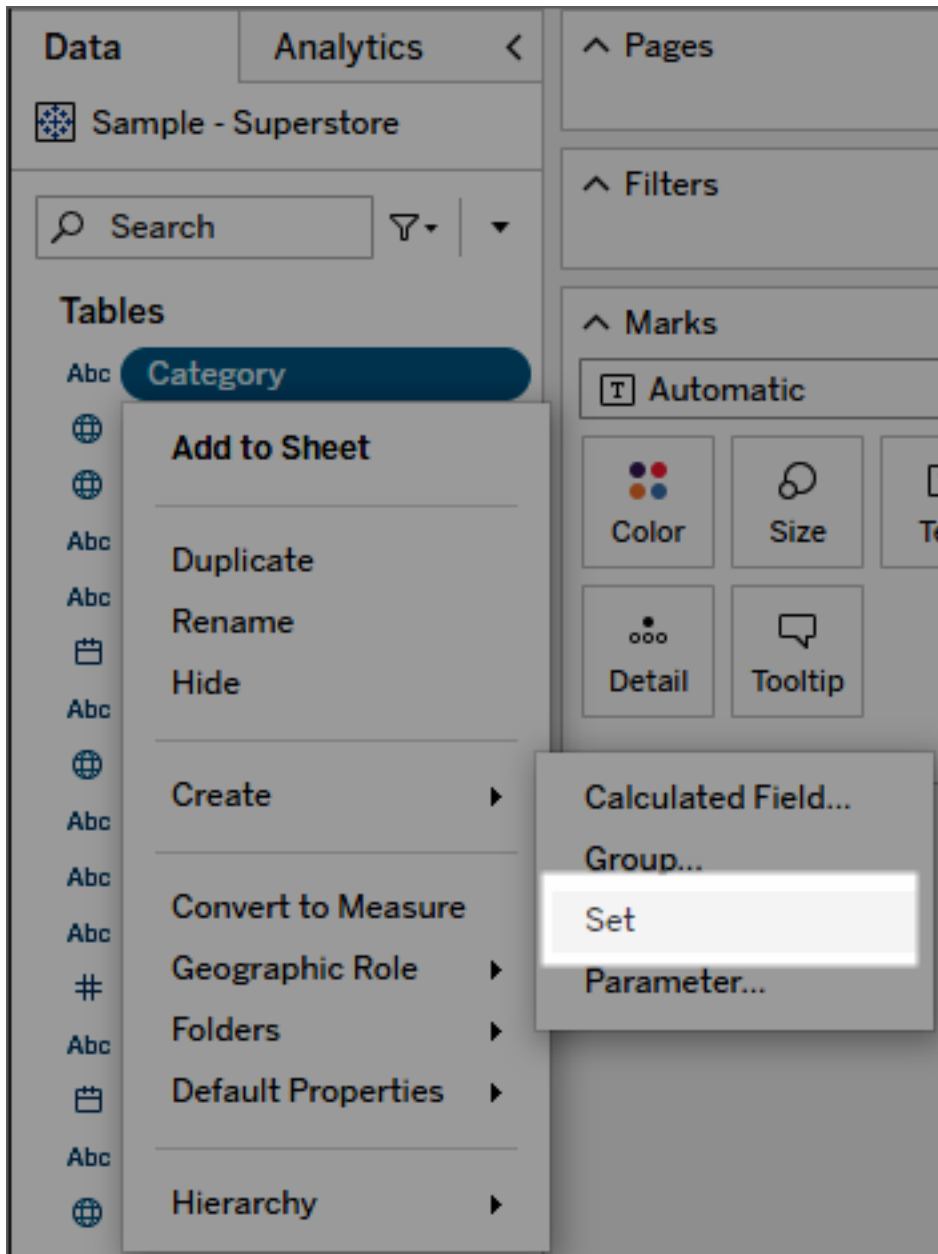 Data
Analytics
Sample - Superstore
Search
Tables
Abc Category
Add to Sheet
Abc
Duplicate
Abc
Rename
Hide
Abc
Create
Abc
Abc
Convert to Measure
Abc
Geographic Role
Folders
Abc
Default Properties
Abc
Hierarchy
Pages
Filters
Marks
T Automatic
Color
Size
Detail
Tooltip
Calculated Field...
Group...
Set
Parameter...